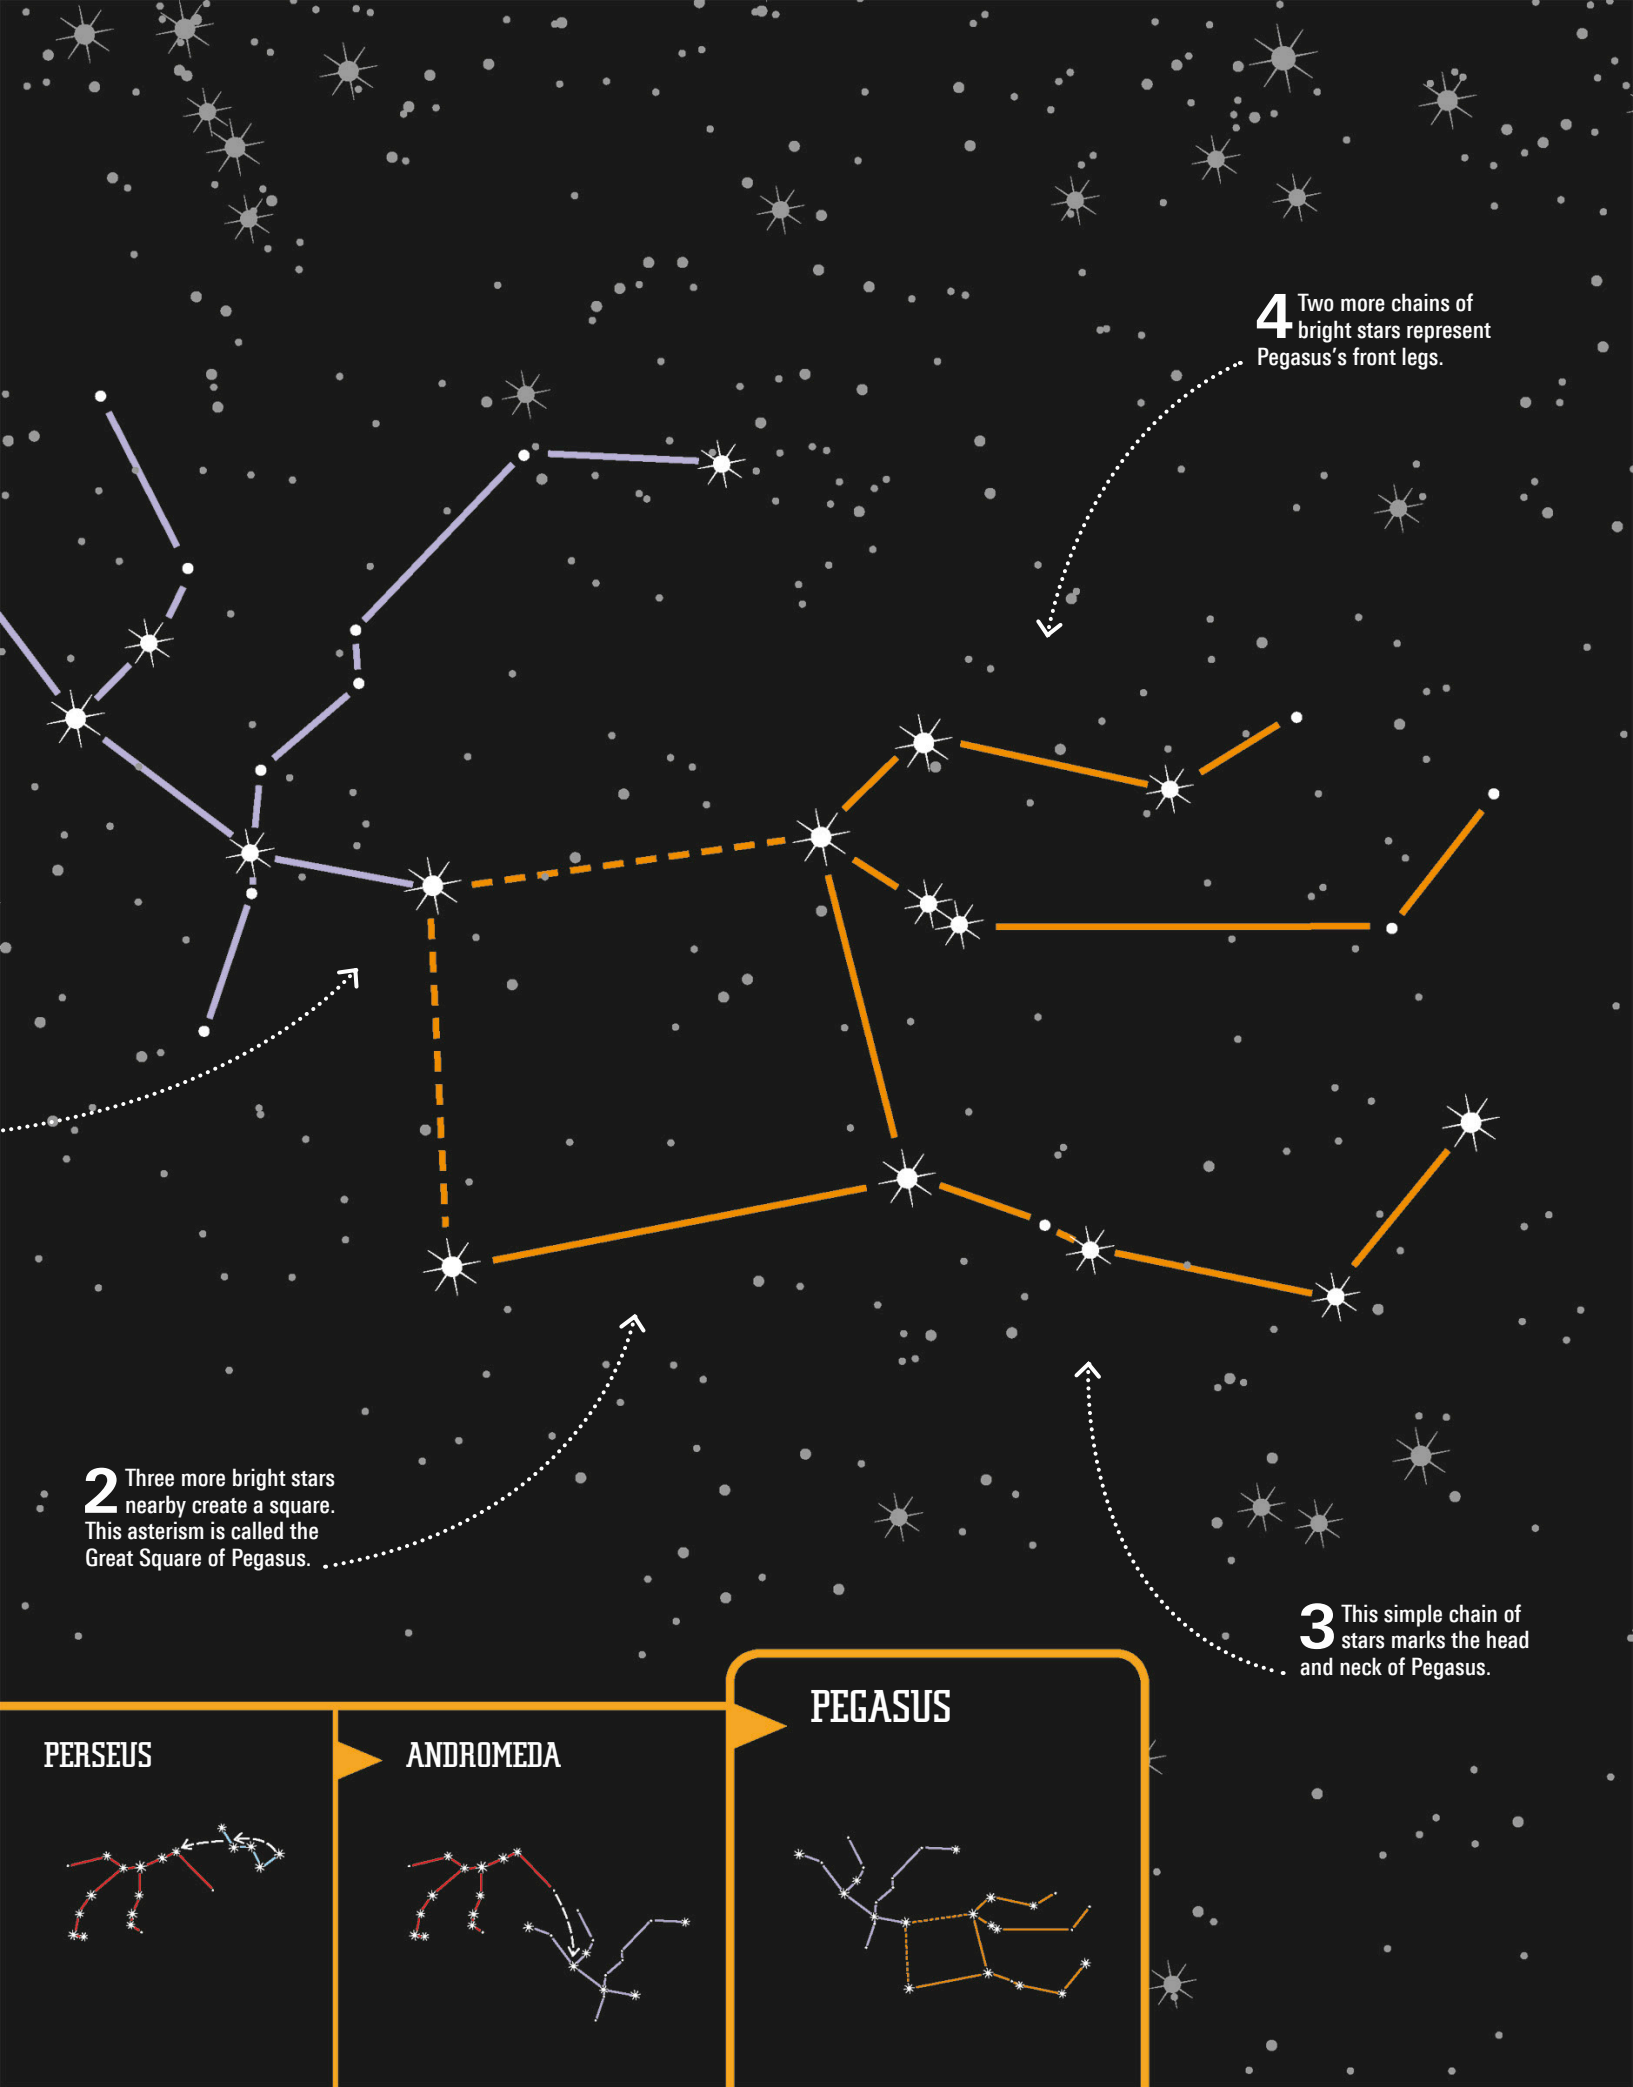 4 Two more chains of
bright stars represent
Pegasus's front legs.
2 Three more bright stars
nearby create a square.
This asterism is called the
Great Square of Pegasus.
3 This simple chain of
stars marks the head
and neck of Pegasus.
PERSEUS
ANDROMEDA
PEGASUS